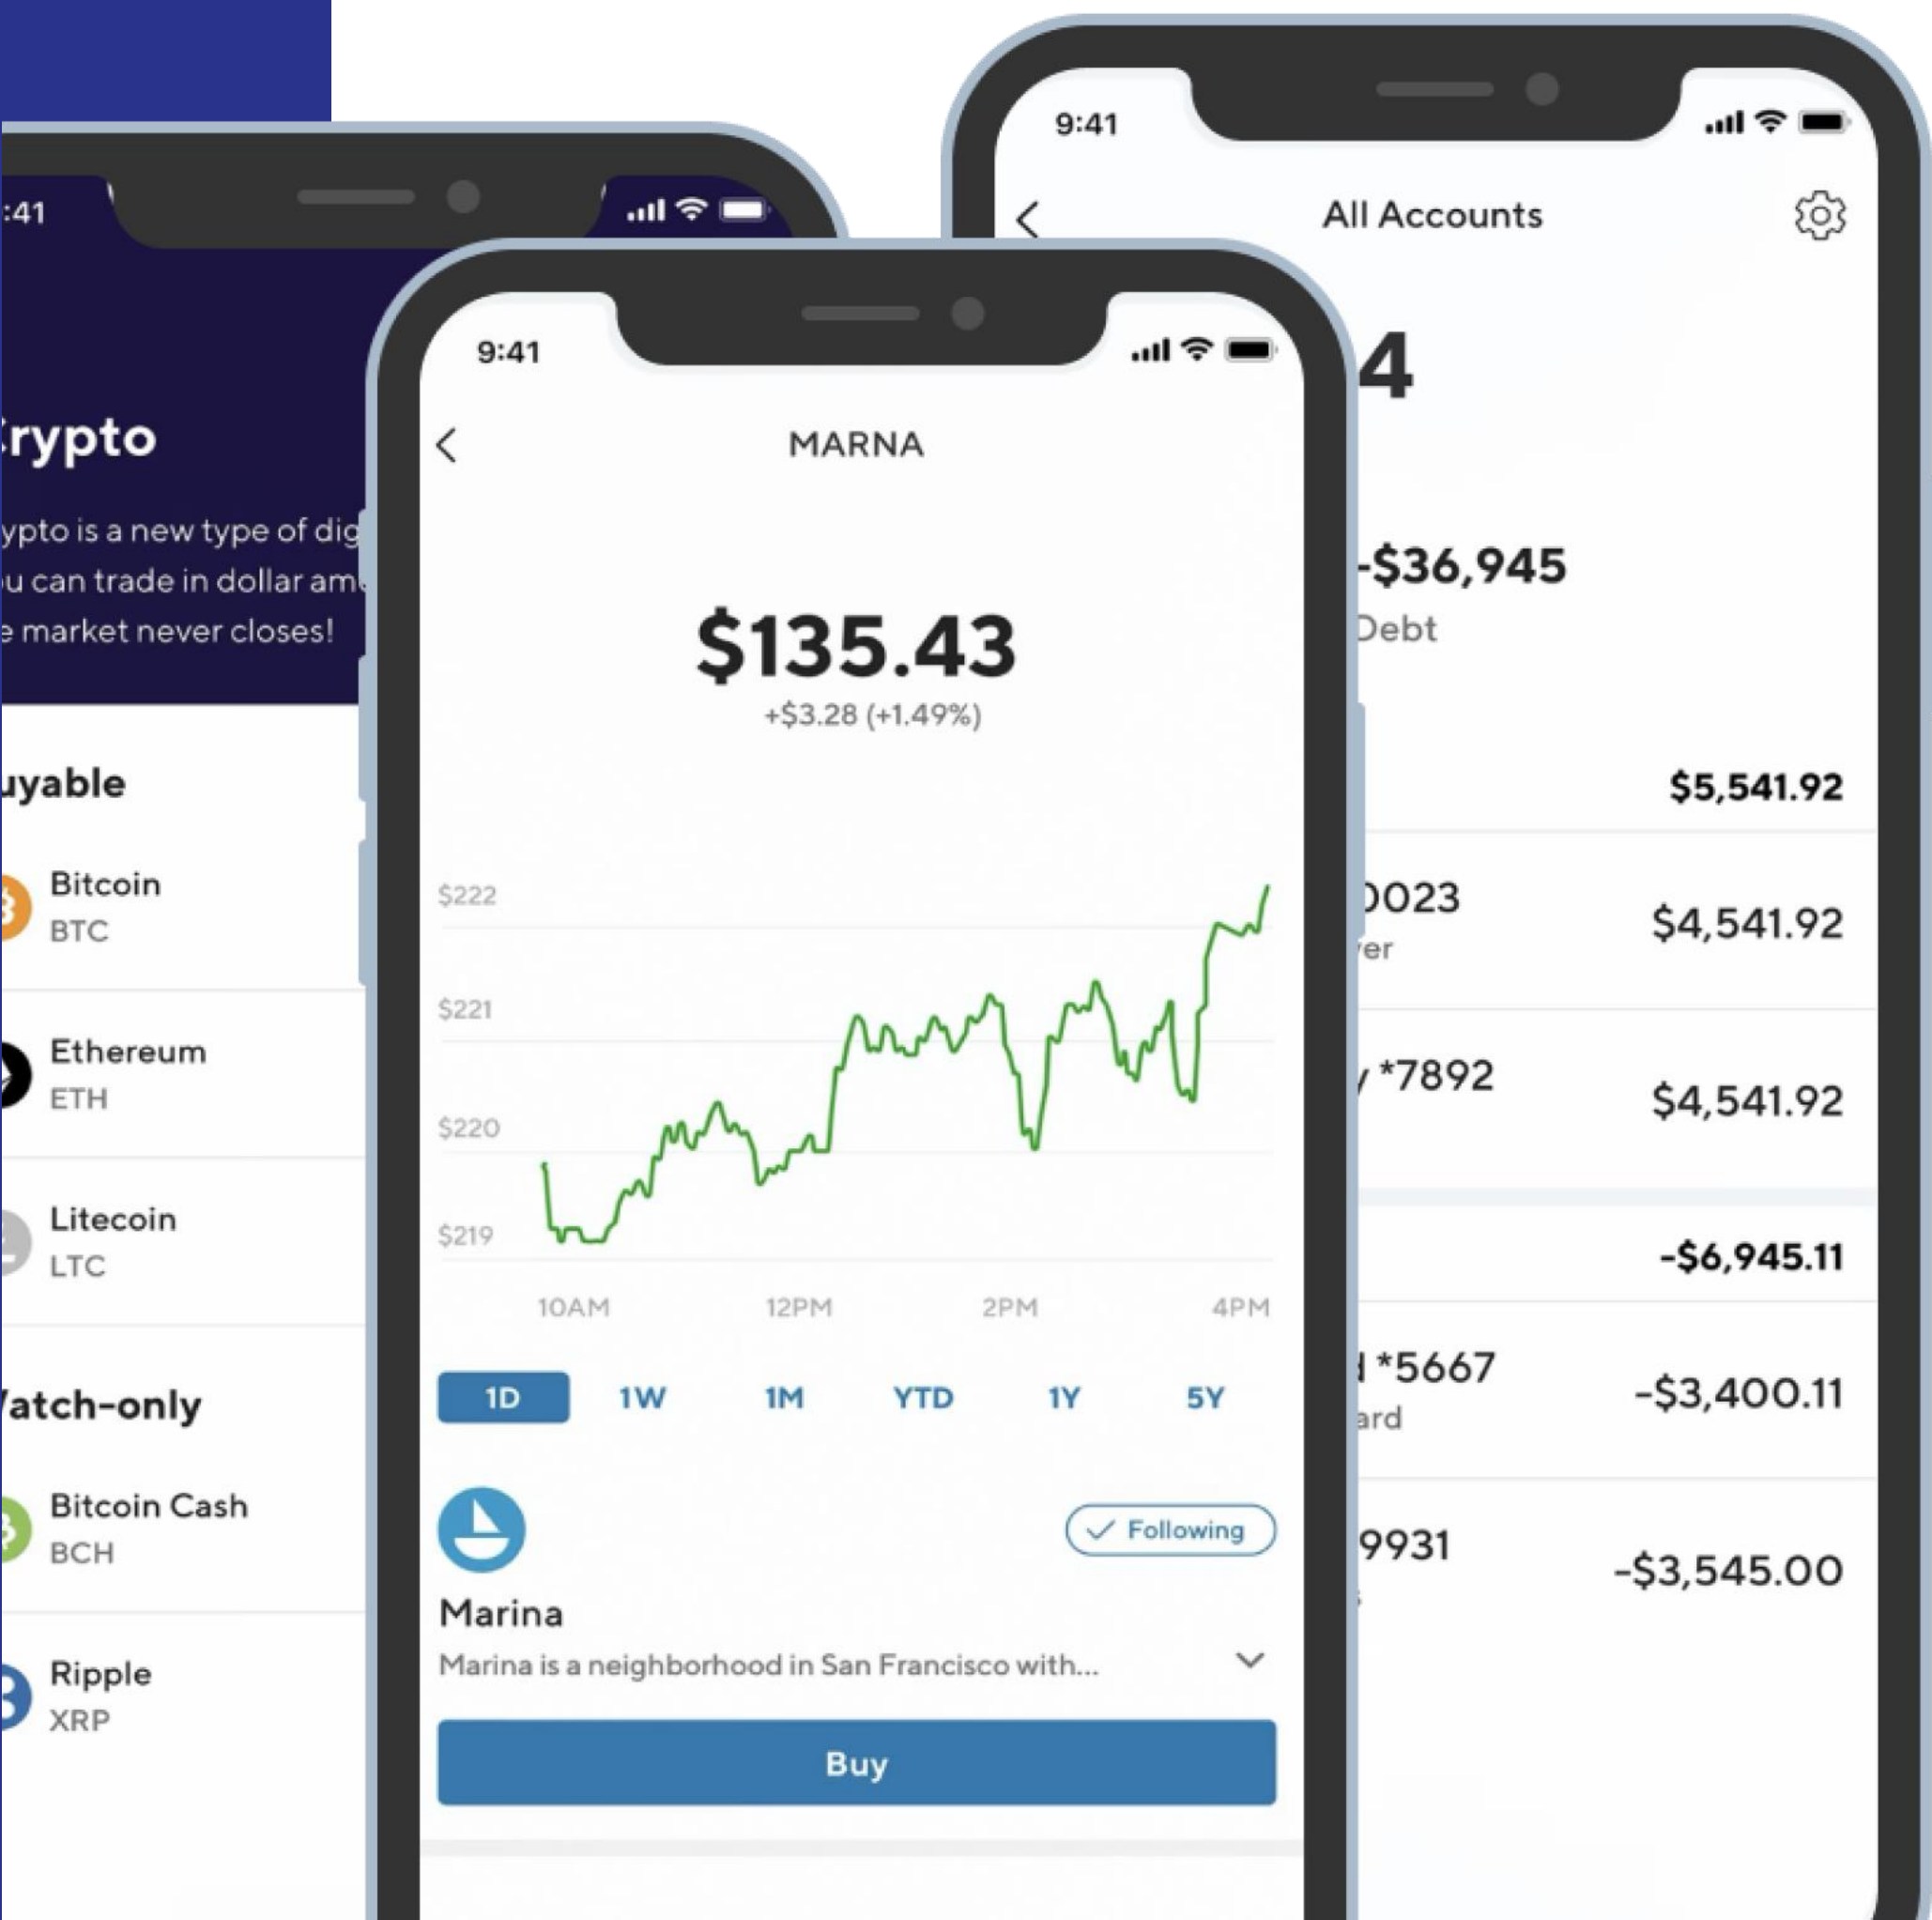 :41
rypto
ypto is a new type of dig
u can trade in dollar am
e market never closes!
uyable
Bitcoin
BTC
Ethereum
ETH
Litecoin
LTC
atch-only
Bitcoin Cash
BCH
Ripple
XRP
9:41
MARNA
$135.43
+$3.28 (+1.49%)
$222
$221
$220
$219
10AM 12PM 2PM 4PM
1D 1W 1M YTD 1Y 5Y
Following
Marina
Marina is a neighborhood in San Francisco with...
Buy
9:41
All Accounts
4
-$36,945
Debt
$5,541.92
0023
er
$4,541.92
y *7892
$4,541.92
-$6,945.11
d *5667
ard
-$3,400.11
9931
-$3,545.00